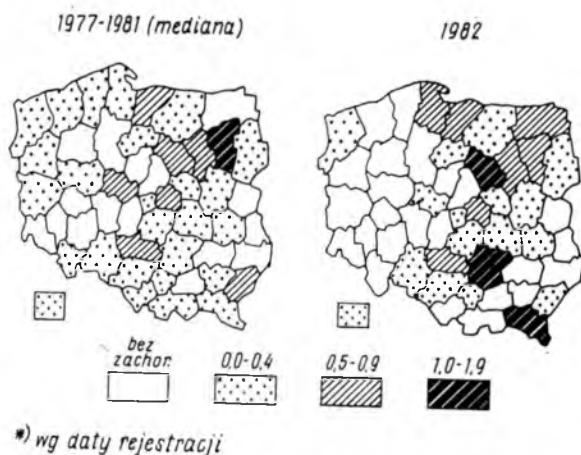 1977-1981 (mediana)
1982
bez
zachor.
0,0-0,4
0,5-0,9
1,0-1,9
*) wg daty rejestracji